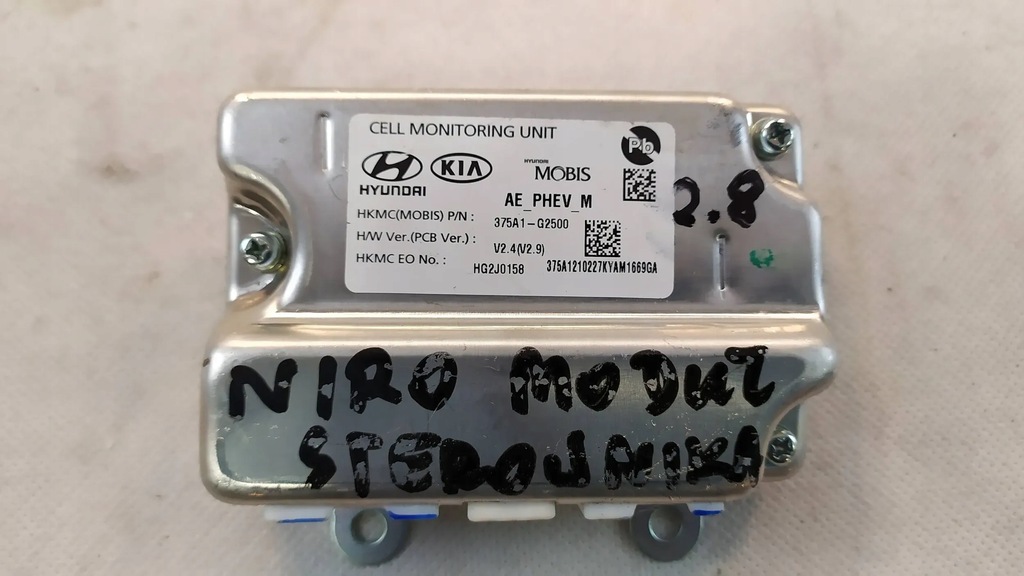 CELL MONITORING UNIT
Pb
HYUNDAI KIA HYUNDAI MOBIS
AE_PHEV_M
HKMC(MOBIS) P/N : 375A1-G2500
H/W Ver.(PCB Ver.) : V2.4(V2.9)
HKMC EO No. : HG2J0158 375A1210227KYAM1669GA
2.8
NIRO MODUŁ
STEROWNIKA